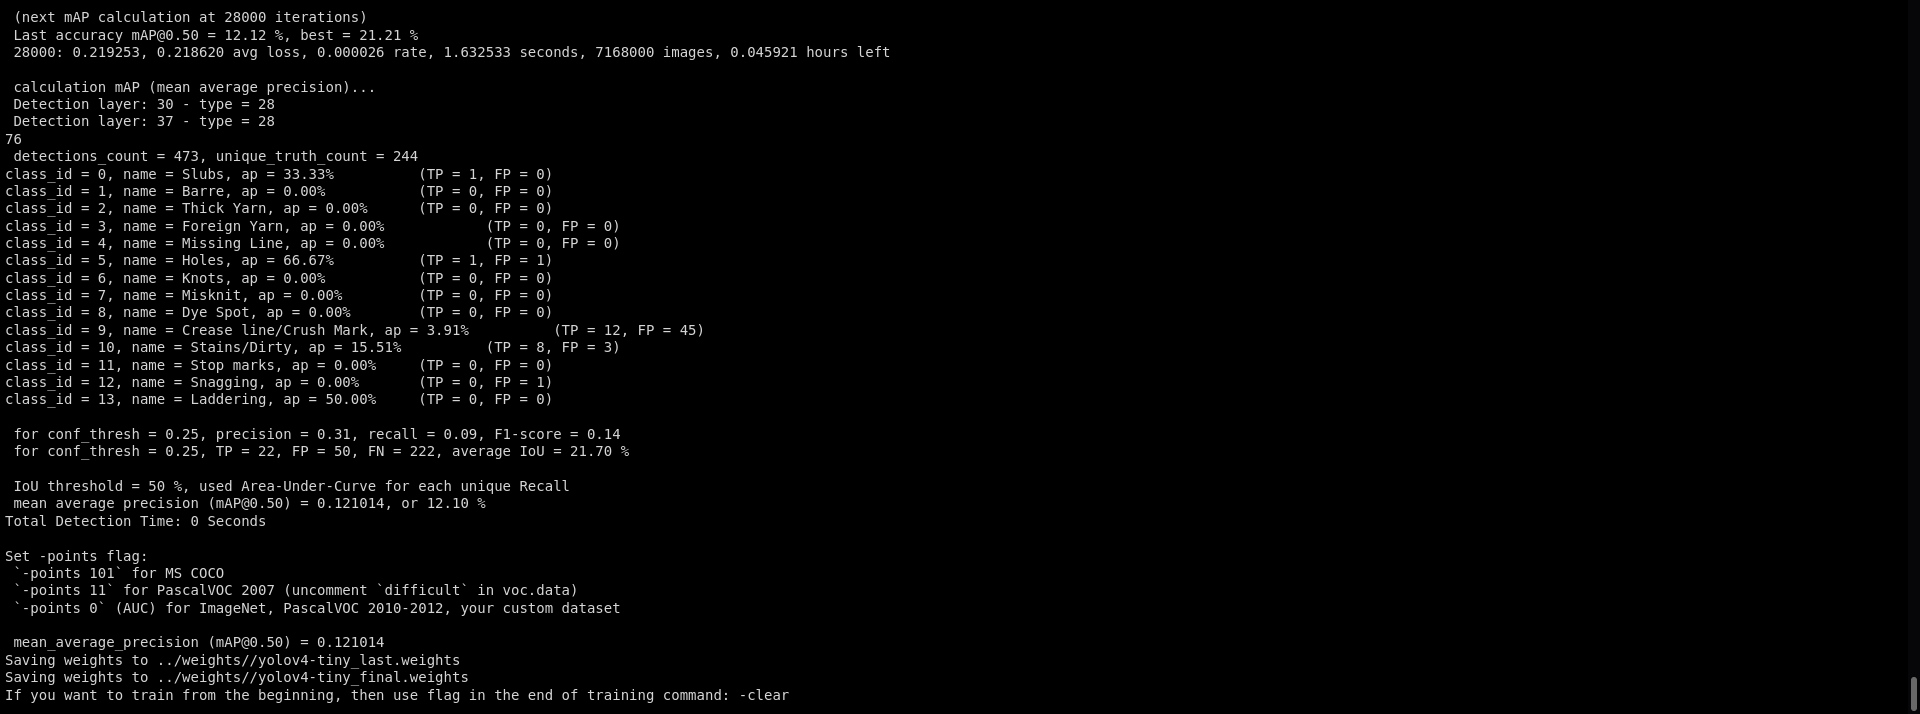 (next mAP calculation at 28000 iterations)
Last accuracy mAP@0.50 = 12.12 %, best = 21.21 %
28000: 0.219253, 0.218620 avg loss, 0.000026 rate, 1.632533 seconds, 7168000 images, 0.045921 hours left
calculation mAP (mean average precision)...
Detection layer: 30 - type = 28
Detection layer: 37 - type = 28
76
detections_count = 473, unique_truth_count = 244
class_id = 0, name = Slubs, ap = 33.33% (TP = 1, FP = 0)
class_id = 1, name = Barre, ap = 0.00% (TP = 0, FP = 0)
class_id = 2, name = Thick Yarn, ap = 0.00% (TP = 0, FP = 0)
class_id = 3, name = Foreign Yarn, ap = 0.00% (TP = 0, FP = 0)
class_id = 4, name = Missing Line, ap = 0.00% (TP = 0, FP = 0)
class_id = 5, name = Holes, ap = 66.67% (TP = 1, FP = 1)
class_id = 6, name = Knots, ap = 0.00% (TP = 0, FP = 0)
class_id = 7, name = Misknit, ap = 0.00% (TP = 0, FP = 0)
class_id = 8, name = Dye Spot, ap = 0.00% (TP = 0, FP = 0)
class_id = 9, name = Crease line/Crush Mark, ap = 3.91% (TP = 12, FP = 45)
class_id = 10, name = Stains/Dirty, ap = 15.51% (TP = 8, FP = 3)
class_id = 11, name = Stop marks, ap = 0.00% (TP = 0, FP = 0)
class_id = 12, name = Snagging, ap = 0.00% (TP = 0, FP = 1)
class_id = 13, name = Laddering, ap = 50.00% (TP = 0, FP = 0)
for conf_thresh = 0.25, precision = 0.31, recall = 0.09, F1-score = 0.14
for conf_thresh = 0.25, TP = 22, FP = 50, FN = 222, average IoU = 21.70 %
IoU threshold = 50 %, used Area-Under-Curve for each unique Recall
mean average precision (mAP@0.50) = 0.121014, or 12.10 %
Total Detection Time: 0 Seconds
Set -points flag:
`-points 101` for MS COCO
`-points 11` for PascalVOC 2007 (uncomment `difficult` in voc.data)
`-points 0` (AUC) for ImageNet, PascalVOC 2010-2012, your custom dataset
mean_average_precision (mAP@0.50) = 0.121014
Saving weights to ../weights//yolov4-tiny_last.weights
Saving weights to ../weights//yolov4-tiny_final.weights
If you want to train from the beginning, then use flag in the end of training command: -clear